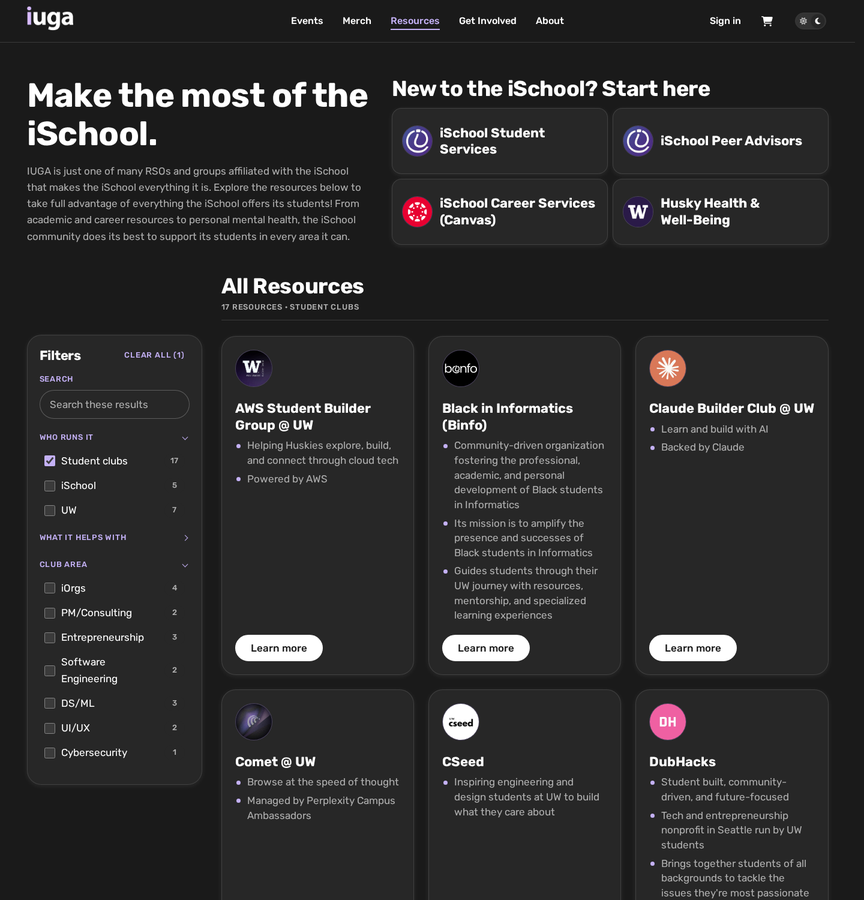 iuga
Events
Merch
Resources
Get Involved
About
Sign in
Make the most of the
iSchool.
IUGA is just one of many RSOs and groups affiliated with the iSchool
that makes the iSchool everything it is. Explore the resources below to
take full advantage of everything the iSchool offers its students! From
academic and career resources to personal mental health, the iSchool
community does its best to support its students in every area it can.
New to the iSchool? Start here
iSchool Student
Services
iSchool Peer Advisors
iSchool Career Services
(Canvas)
W
Husky Health &
Well-Being
All Resources
17 RESOURCES • STUDENT CLUBS
Filters
CLEAR ALL (1)
SEARCH
Search these results
WHO RUNS IT
Student clubs 17
iSchool 5
UW 7
WHAT IT HELPS WITH
CLUB AREA
iOrgs 4
PM/Consulting 2
Entrepreneurship 3
Software
Engineering 2
DS/ML 3
UI/UX 2
Cybersecurity 1
W
AWS Student Builder
Group @ UW
Helping Huskies explore, build,
and connect through cloud tech
Powered by AWS
Learn more
binfo
Black in Informatics
(Binfo)
Community-driven organization
fostering the professional,
academic, and personal
development of Black students
in Informatics
Its mission is to amplify the
presence and successes of
Black students in Informatics
Guides students through their
UW journey with resources,
mentorship, and specialized
learning experiences
Learn more
Claude Builder Club @ UW
Learn and build with AI
Backed by Claude
Learn more
Comet @ UW
Browse at the speed of thought
Managed by Perplexity Campus
Ambassadors
cseed
CSeed
Inspiring engineering and
design students at UW to build
what they care about
DH
DubHacks
Student built, community-
driven, and future-focused
Tech and entrepreneurship
nonprofit in Seattle run by UW
students
Brings together students of all
backgrounds to tackle the
issues they're most passionate